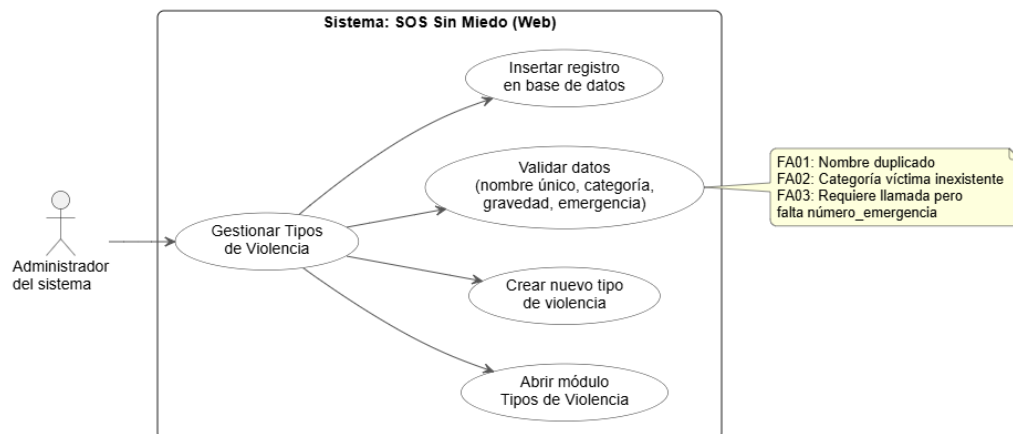 Sistema: SOS Sin Miedo (Web)
Insertar registro
en base de datos
Validar datos
(nombre único, categoría,
gravedad, emergencia)
FA01: Nombre duplicado
FA02: Categoría víctima inexistente
FA03: Requiere llamada pero
falta número_emergencia
Gestionar Tipos
de Violencia
Administrador
del sistema
Crear nuevo tipo
de violencia
Abrir módulo
Tipos de Violencia